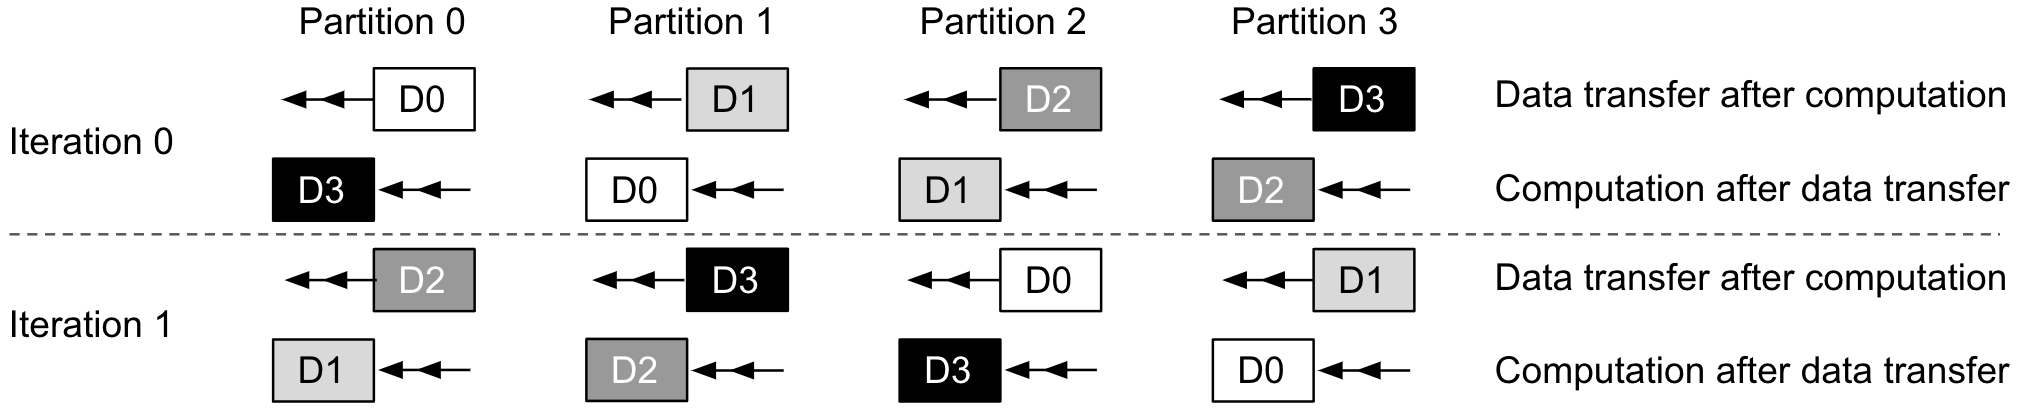 Partition 0 Partition 1 Partition 2 Partition 3
D0 D1 D2 D3 Data transfer after computation
Iteration 0
D3 D0 D1 D2 Computation after data transfer
D2 D3 D0 D1 Data transfer after computation
Iteration 1
D1 D2 D3 D0 Computation after data transfer